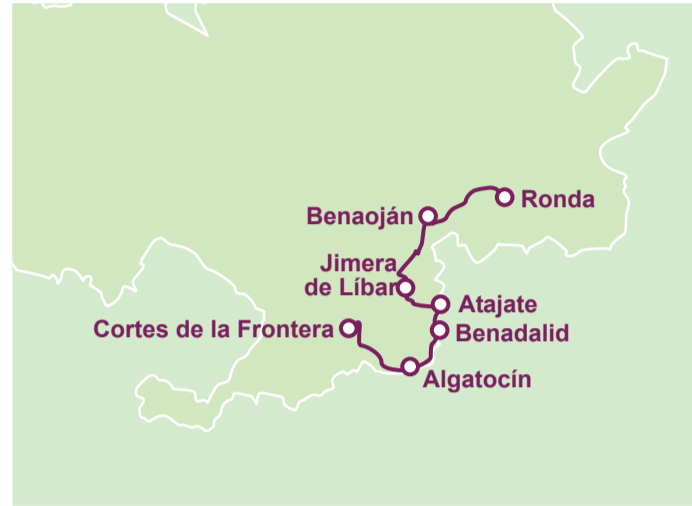 Ronda
Benaoján
Jimera
de Líbar
Atajate
Cortes de la Frontera
Benadalid
Algatocín